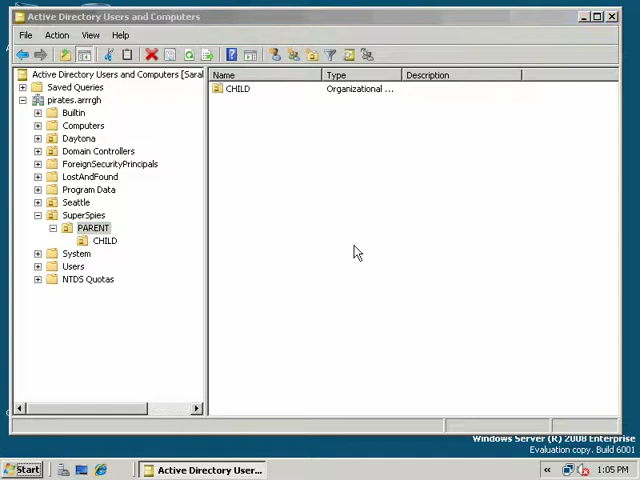 Active Directory Users and Computers
File Action View Help
Active Directory Users and Computers [Saral
Saved Queries
pirates.arrrgh
Builtin
Computers
Daytona
Domain Controllers
ForeignSecurityPrincipals
LostAndFound
Program Data
Seattle
SuperSpies
PARENT
CHILD
System
Users
NTDS Quotas
Name Type Description
CHILD Organizational ...
Windows Server (R) 2008 Enterprise
Evaluation copy. Build 6001
Start
Active Directory User...
« 1:05 PM